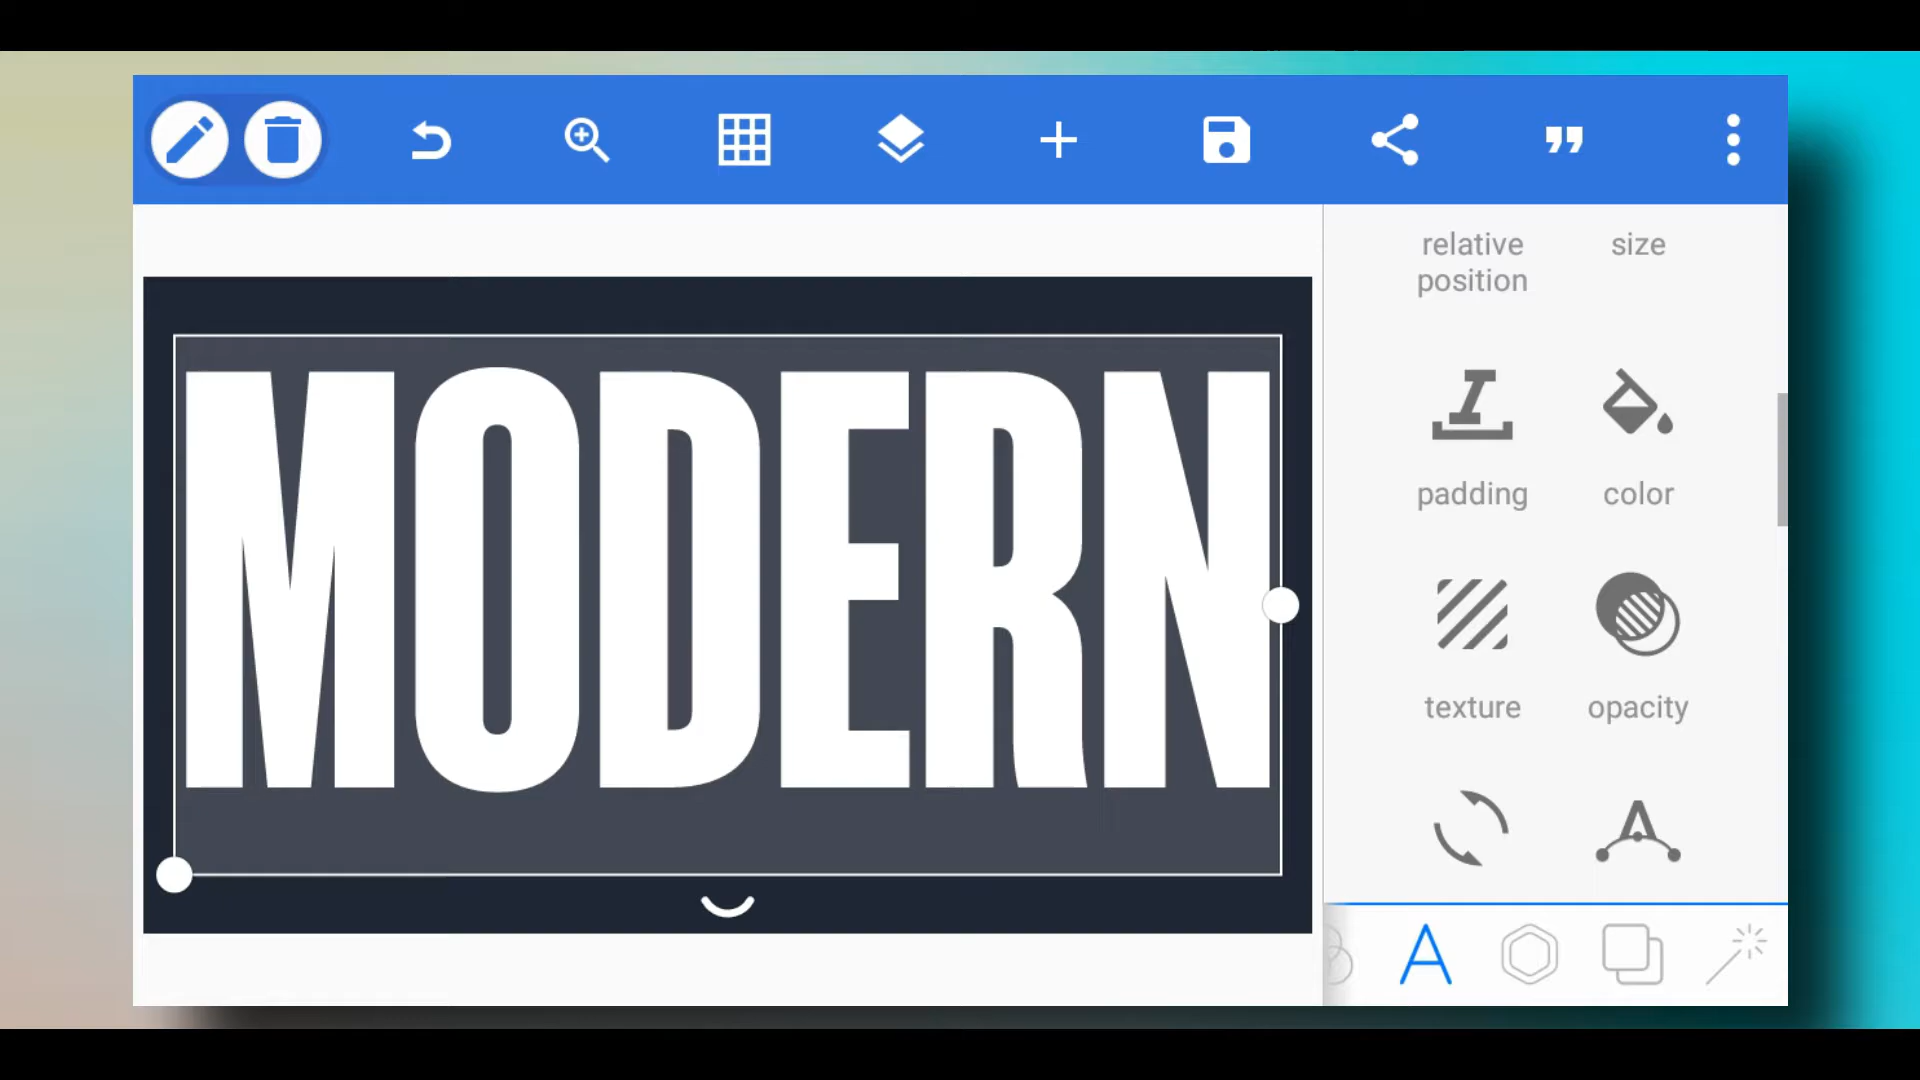 relative
position
size
MODERN
padding
color
texture
opacity